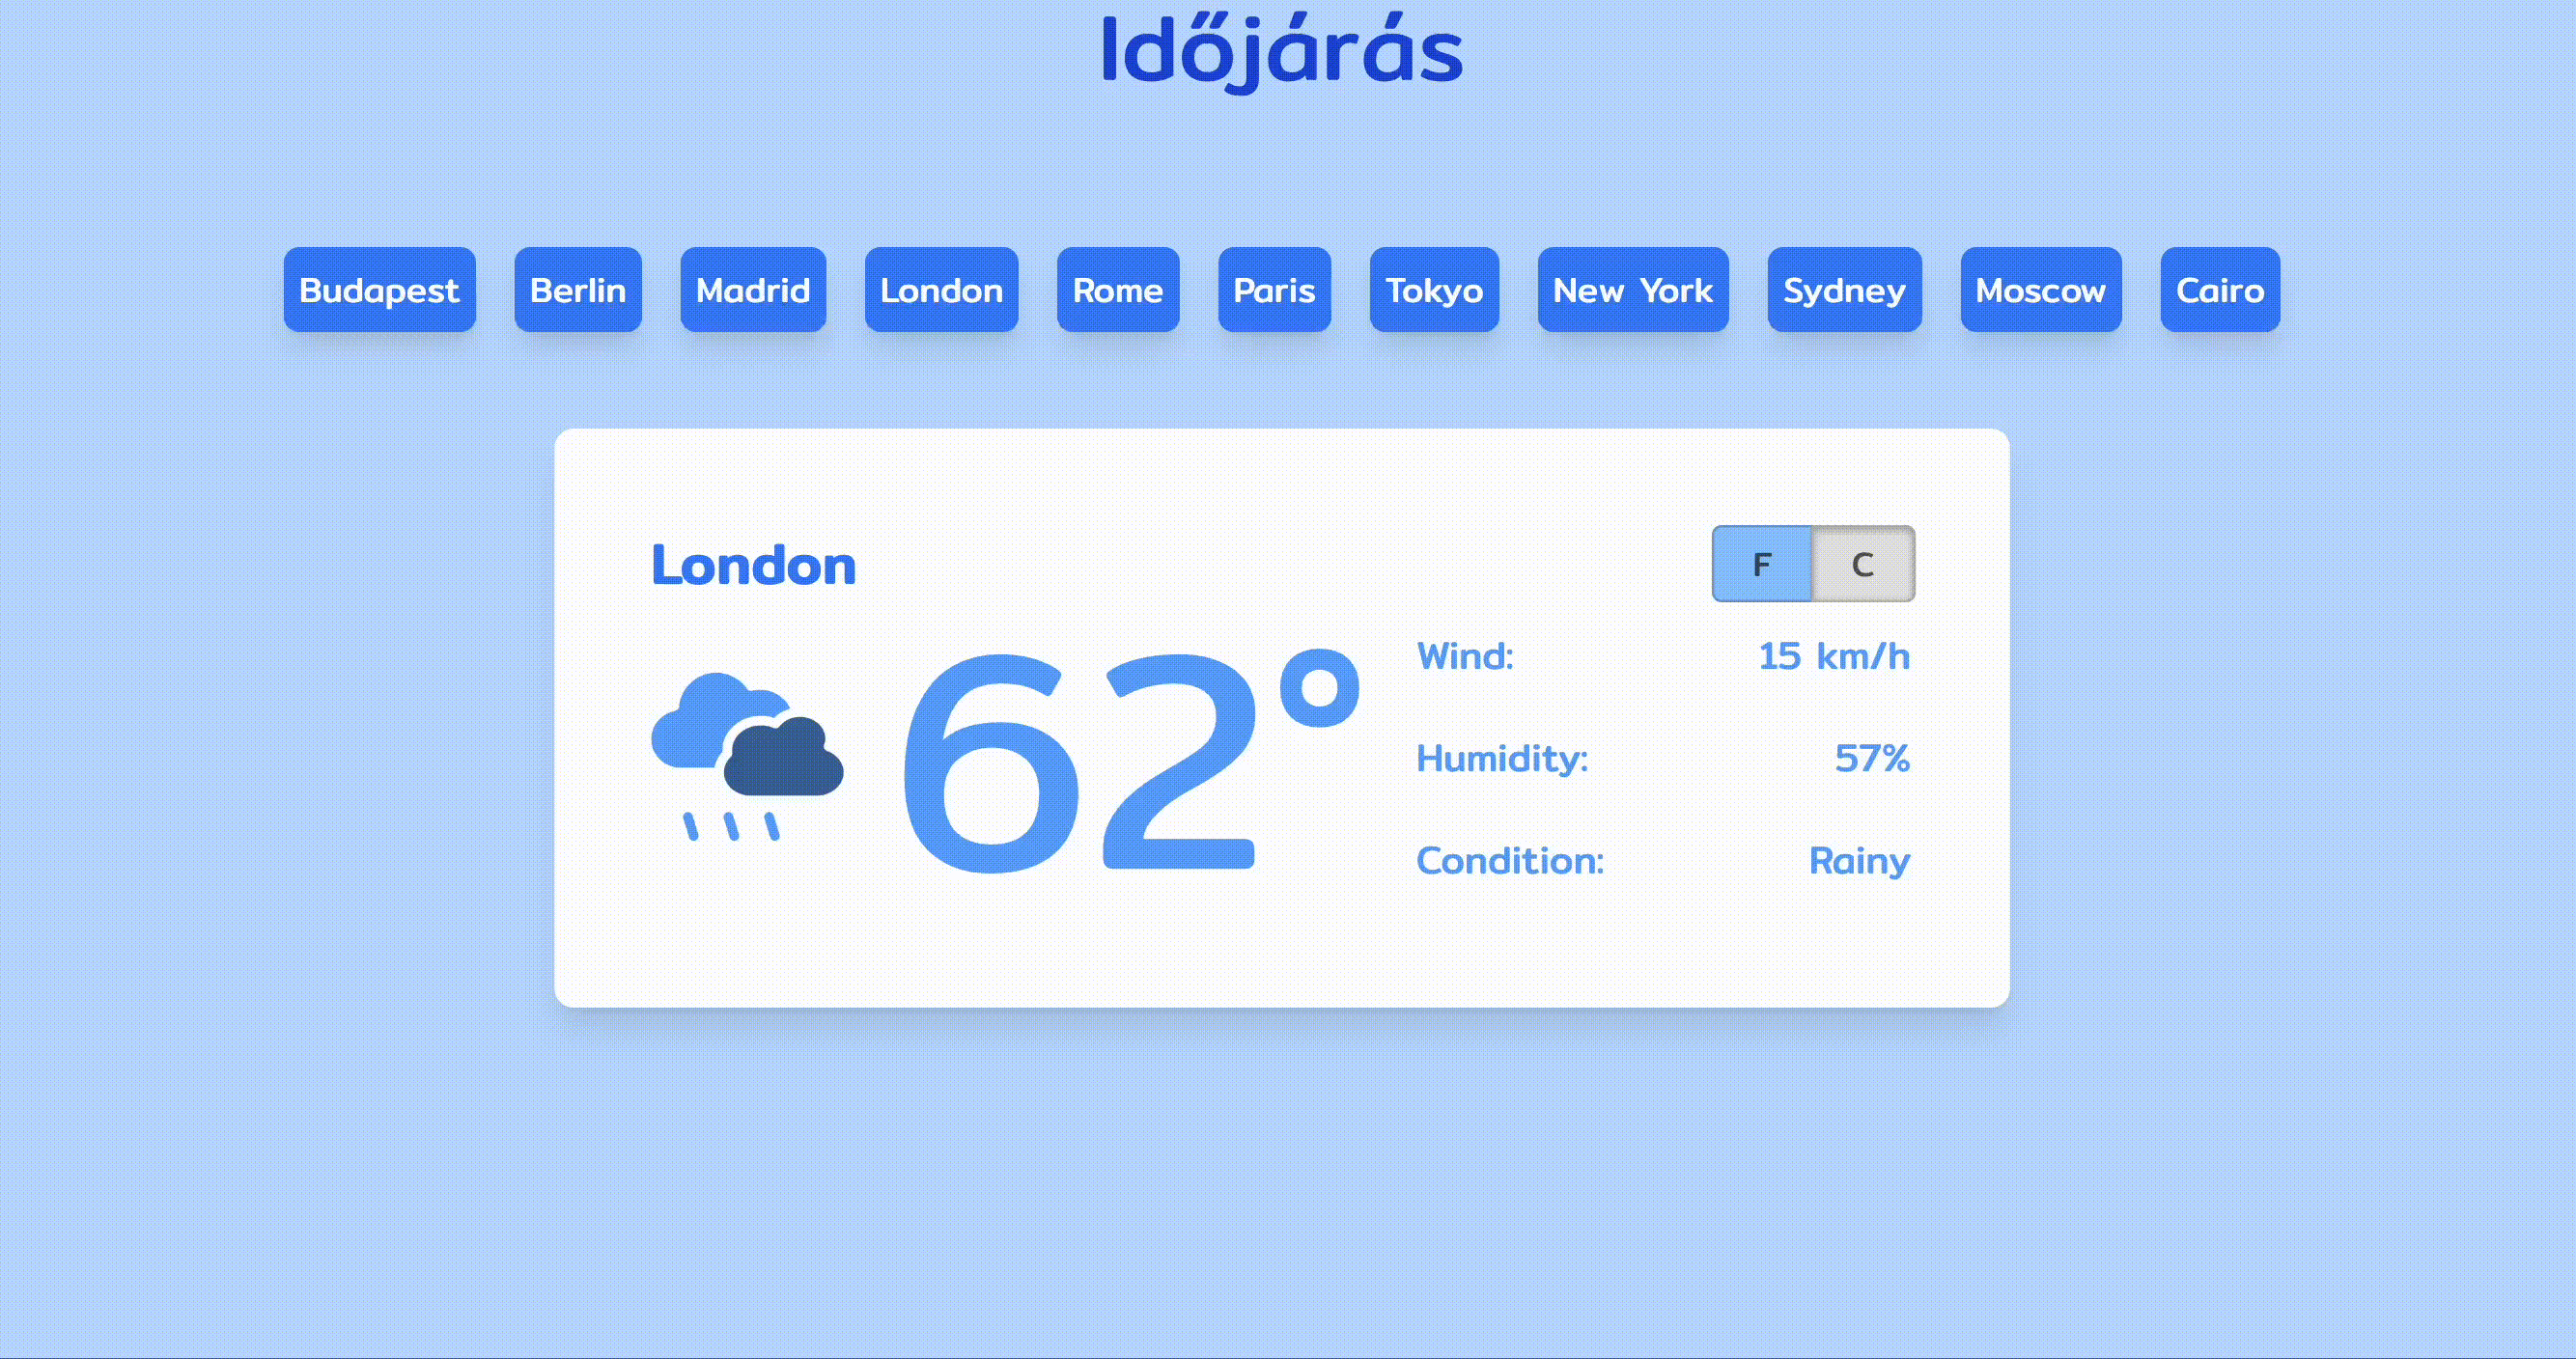 Időjárás
Budapest Berlin Madrid London Rome Paris Tokyo New York Sydney Moscow Cairo
London
F C
62°
Wind: 15 km/h
Humidity: 57%
Condition: Rainy